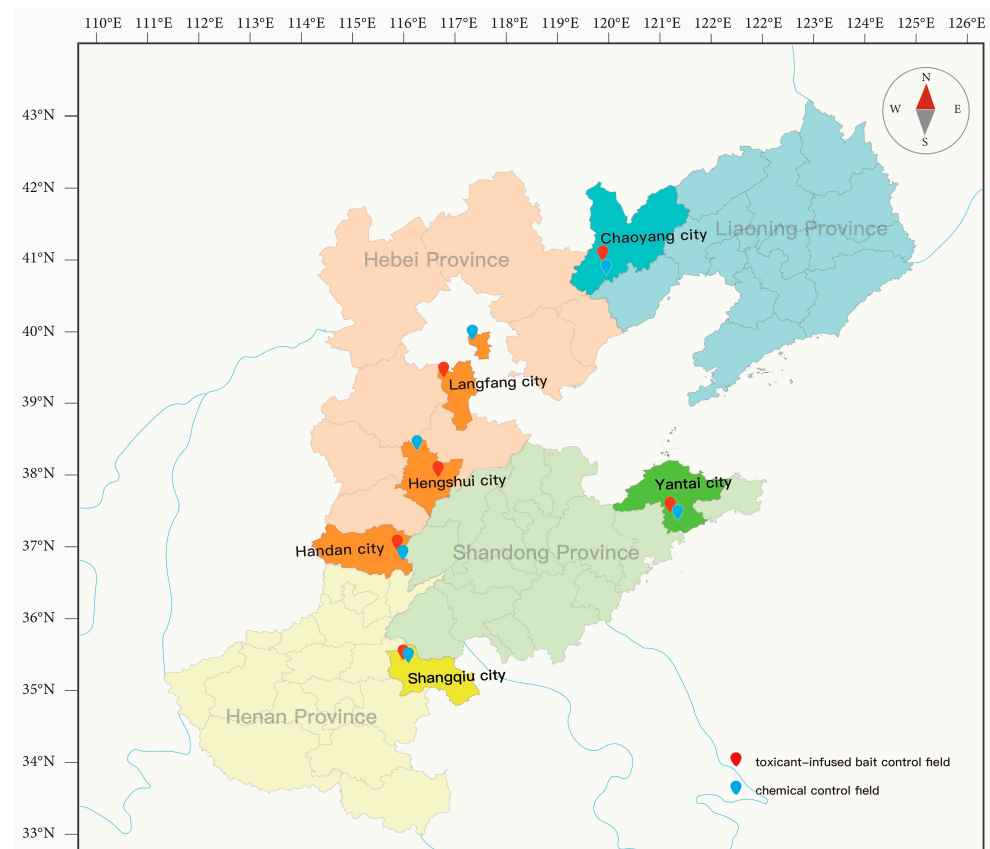 110°E 111°E 112°E 113°E 114°E 115°E 116°E 117°E 118°E 119°E 120°E 121°E 122°E 122°E 123°E 124°E 125°E 126°E
N
W E
S
43°N
42°N
41°N
40°N
39°N
38°N
37°N
36°N
35°N
34°N
33°N
Chaoyang city
Liaoning Province
Hebei Province
Langfang city
Hengshui city
Yantai city
Handan city
Shandong Province
Shangqiu city
Henan Province
toxicant-infused bait control field
chemical control field